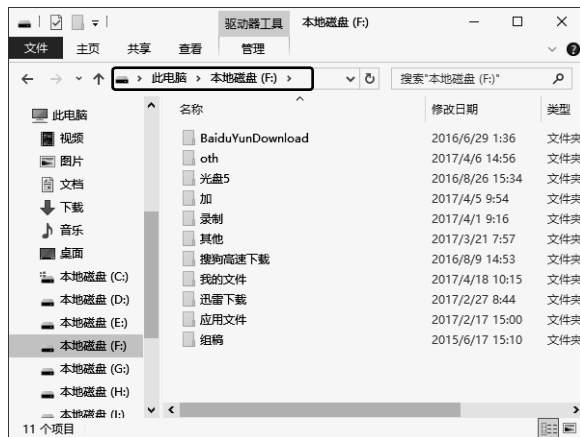 驱动器工具 本地磁盘 (F:)
文件 主页 共享 查看 管理
此电脑 本地磁盘 (F:) 搜索"本地磁盘 (F:)"
名称 修改日期 类型
此电脑
视频
图片
文档
下载
音乐
桌面
本地磁盘 (C:)
本地磁盘 (D:)
本地磁盘 (E:)
本地磁盘 (F:)
本地磁盘 (G:)
本地磁盘 (H:)
本地磁盘 (I:)
BaiduYunDownload 2016/6/29 1:36 文件夹
oth 2017/4/6 14:56 文件夹
光盘5 2016/8/26 15:34 文件夹
加 2017/4/5 9:54 文件夹
录制 2017/4/1 9:16 文件夹
其他 2017/3/21 7:57 文件夹
搜狗高速下载 2016/8/9 14:53 文件夹
我的文件 2017/4/18 10:15 文件夹
迅雷下载 2017/2/27 8:44 文件夹
应用文件 2017/2/17 15:00 文件夹
组稿 2015/6/17 15:10 文件夹
11 个项目